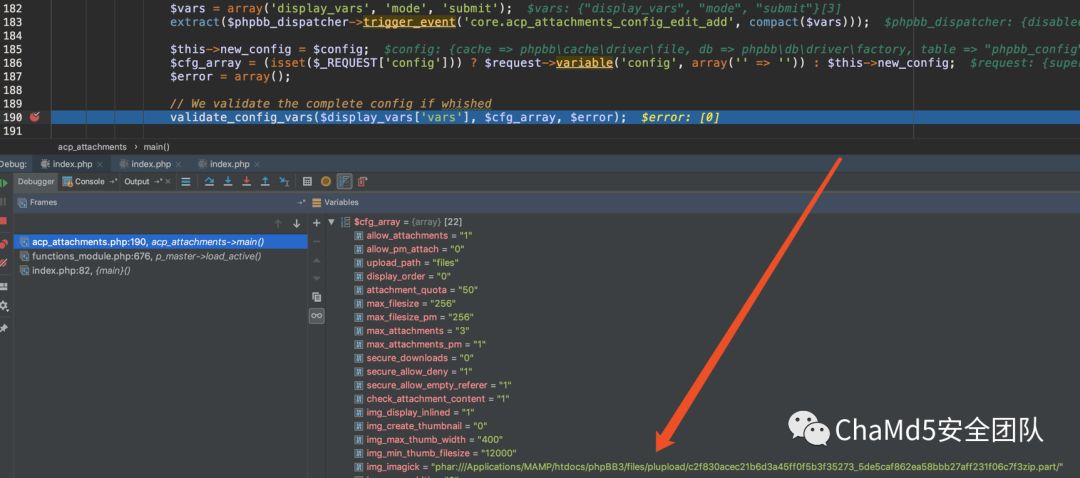 182 $vars = array('display_vars', 'mode', 'submit'); $vars: {"display_vars", "mode", "submit"}[3]
183 extract($phpbb_dispatcher->trigger_event('core.acp_attachments_config_edit_add', compact($vars))); $phpbb_dispatcher: {disabled
184
185 $this->new_config = $config; $config: {cache => phpbb\cache\driver\file, db => phpbb\db\driver\factory, table => "phpbb_config"
186 $cfg_array = (isset($_REQUEST['config'])) ? $request->variable('config', array('' => '')) : $this->new_config; $request: {super
187 $error = array();
188
189 // We validate the complete config if whished
190 validate_config_vars($display_vars['vars'], $cfg_array, $error); $error: [0]
191
acp_attachments › main()
Debug: index.php × index.php × index.php ×
Debugger Console Output
Frames Variables
$cfg_array = {array} [22]
allow_attachments = "1"
acp_attachments.php:190, acp_attachments->main()
allow_pm_attach = "0"
functions_module.php:676, p_master->load_active()
upload_path = "files"
index.php:82, {main}()
display_order = "0"
attachment_quota = "50"
max_filesize = "256"
max_filesize_pm = "256"
max_attachments = "3"
max_attachments_pm = "1"
secure_downloads = "0"
secure_allow_deny = "1"
secure_allow_empty_referer = "1"
check_attachment_content = "1"
img_display_inlined = "1"
img_create_thumbnail = "0"
img_max_thumb_width = "400"
img_min_thumb_filesize = "12000"
img_imagick = "phar:///Applications/MAMP/htdocs/phpBB3/files/plupload/c2f830acec21b6d3a45ff0f5b3f35273_5de5caf862ea58bbb27aff231f06c7f3zip.part/"
ChaMd5安全团队